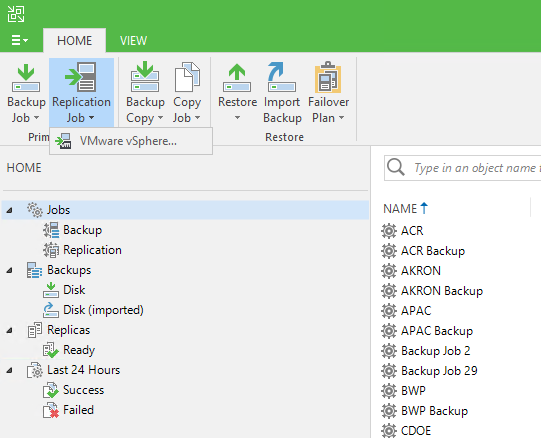 HOME VIEW
Backup Job Replication Job Backup Copy Copy Job Restore Import Backup Failover Plan
Prim Restore
VMware vSphere...
HOME
Type in an object name t
Jobs
Backup
Replication
Backups
Disk
Disk (imported)
Replicas
Ready
Last 24 Hours
Success
Failed
NAME
ACR
ACR Backup
AKRON
AKRON Backup
APAC
APAC Backup
Backup Job 2
Backup Job 29
BWP
BWP Backup
CDOE